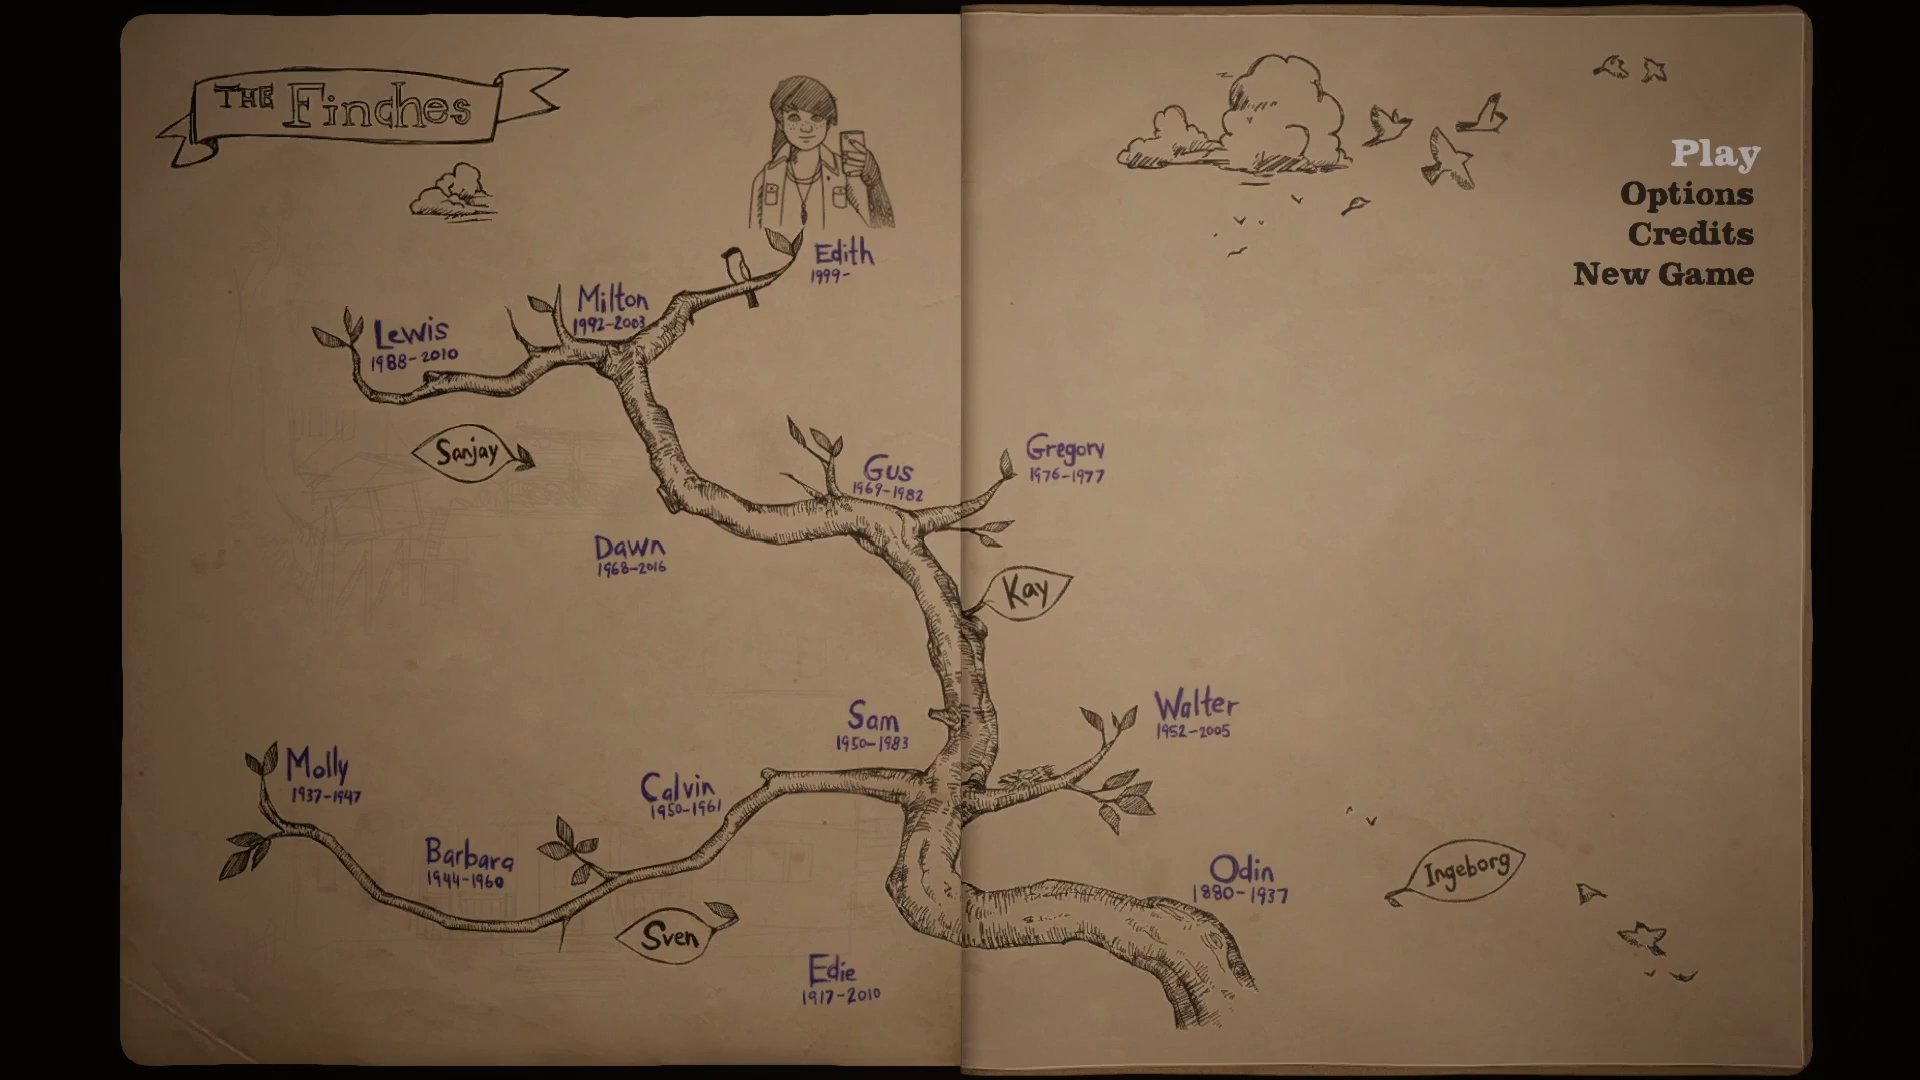 THE Finches
Play
Options
Credits
New Game
Edith
1999-
Milton
1992-2003
Lewis
1988-2010
Sanjay
Gregory
1976-1977
Gus
1969-1982
Dawn
1968-2016
Kay
Sam
1950-1983
Walter
1952-2005
Molly
1937-1947
Calvin
1950-1961
Barbara
1944-1960
Odin
1880-1937
Ingeborg
Sven
Edie
1917-2010